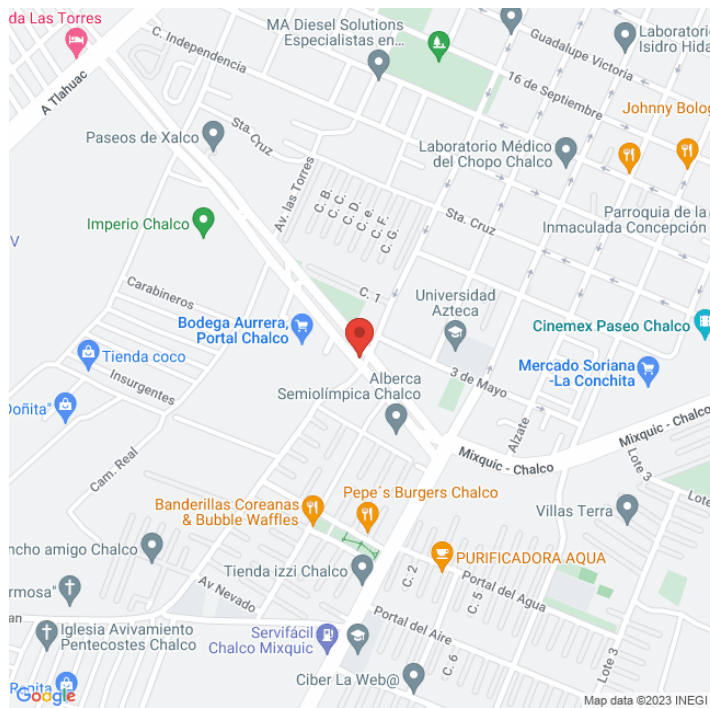 da Las Torres
A Tlahuac
C. Independencia
MA Diesel Solutions
Especialistas en...
Guadalupe Victoria
Laboratorio
Isidro Hida
16 de Septiembre
Johnny Bolog
Paseos de Xalco
Sta. Cruz
Av. las Torres
C. B.
C. C.
C. D.
C. e.
C. F.
C. G.
Laboratorio Médico
del Chopo Chalco
Sta. Cruz
Parroquia de la
Inmaculada Concepción
Imperio Chalco
V
Carabineros
C. 1
Universidad
Azteca
Bodega Aurrera,
Portal Chalco
Cinemex Paseo Chalco
Tienda coco
Insurgentes
3 de Mayo
Mercado Soriana
-La Conchita
Alberca
Semiolímpica Chalco
Doñita"
Alzate
Mixquic - Chalco
Mixquic - Chalco
Lote 3
Lote
Cam. Real
Banderillas Coreanas
& Bubble Waffles
Pepe´s Burgers Chalco
Villas Terra
ncho amigo Chalco
Tienda izzi Chalco
PURIFICADORA AQUA
C. 2
C. 5
Portal del Agua
ermosa"
Av Nevado
an
Iglesia Avivamiento
Pentecostes Chalco
Servifácil
Chalco Mixquic
Portal del Aire
C. 6
Lote 3
Ciber La Web@
Google
Map data ©2023 INEGI